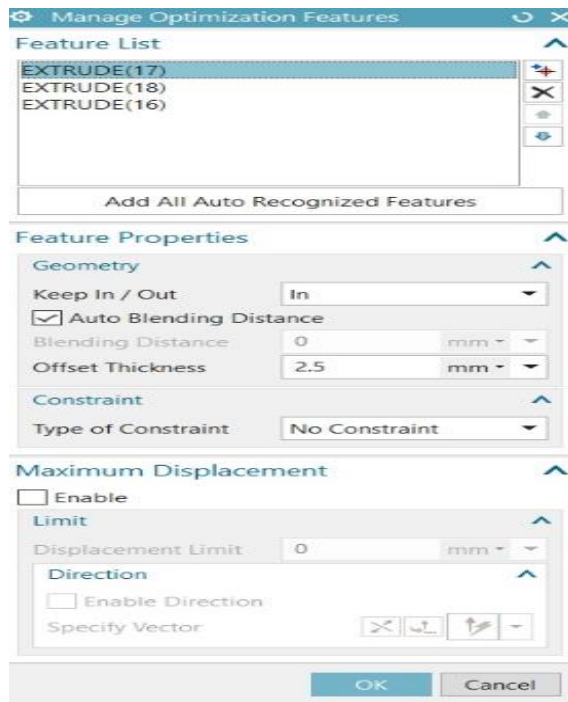 Manage Optimization Features
Feature List
EXTRUDE(17)
EXTRUDE(18)
EXTRUDE(16)
Add All Auto Recognized Features
Feature Properties
Geometry
Keep In / Out In
Auto Blending Distance
Blending Distance 0 mm
Offset Thickness 2.5 mm
Constraint
Type of Constraint No Constraint
Maximum Displacement
Enable
Limit
Displacement Limit 0 mm
Direction
Enable Direction
Specify Vector
OK Cancel